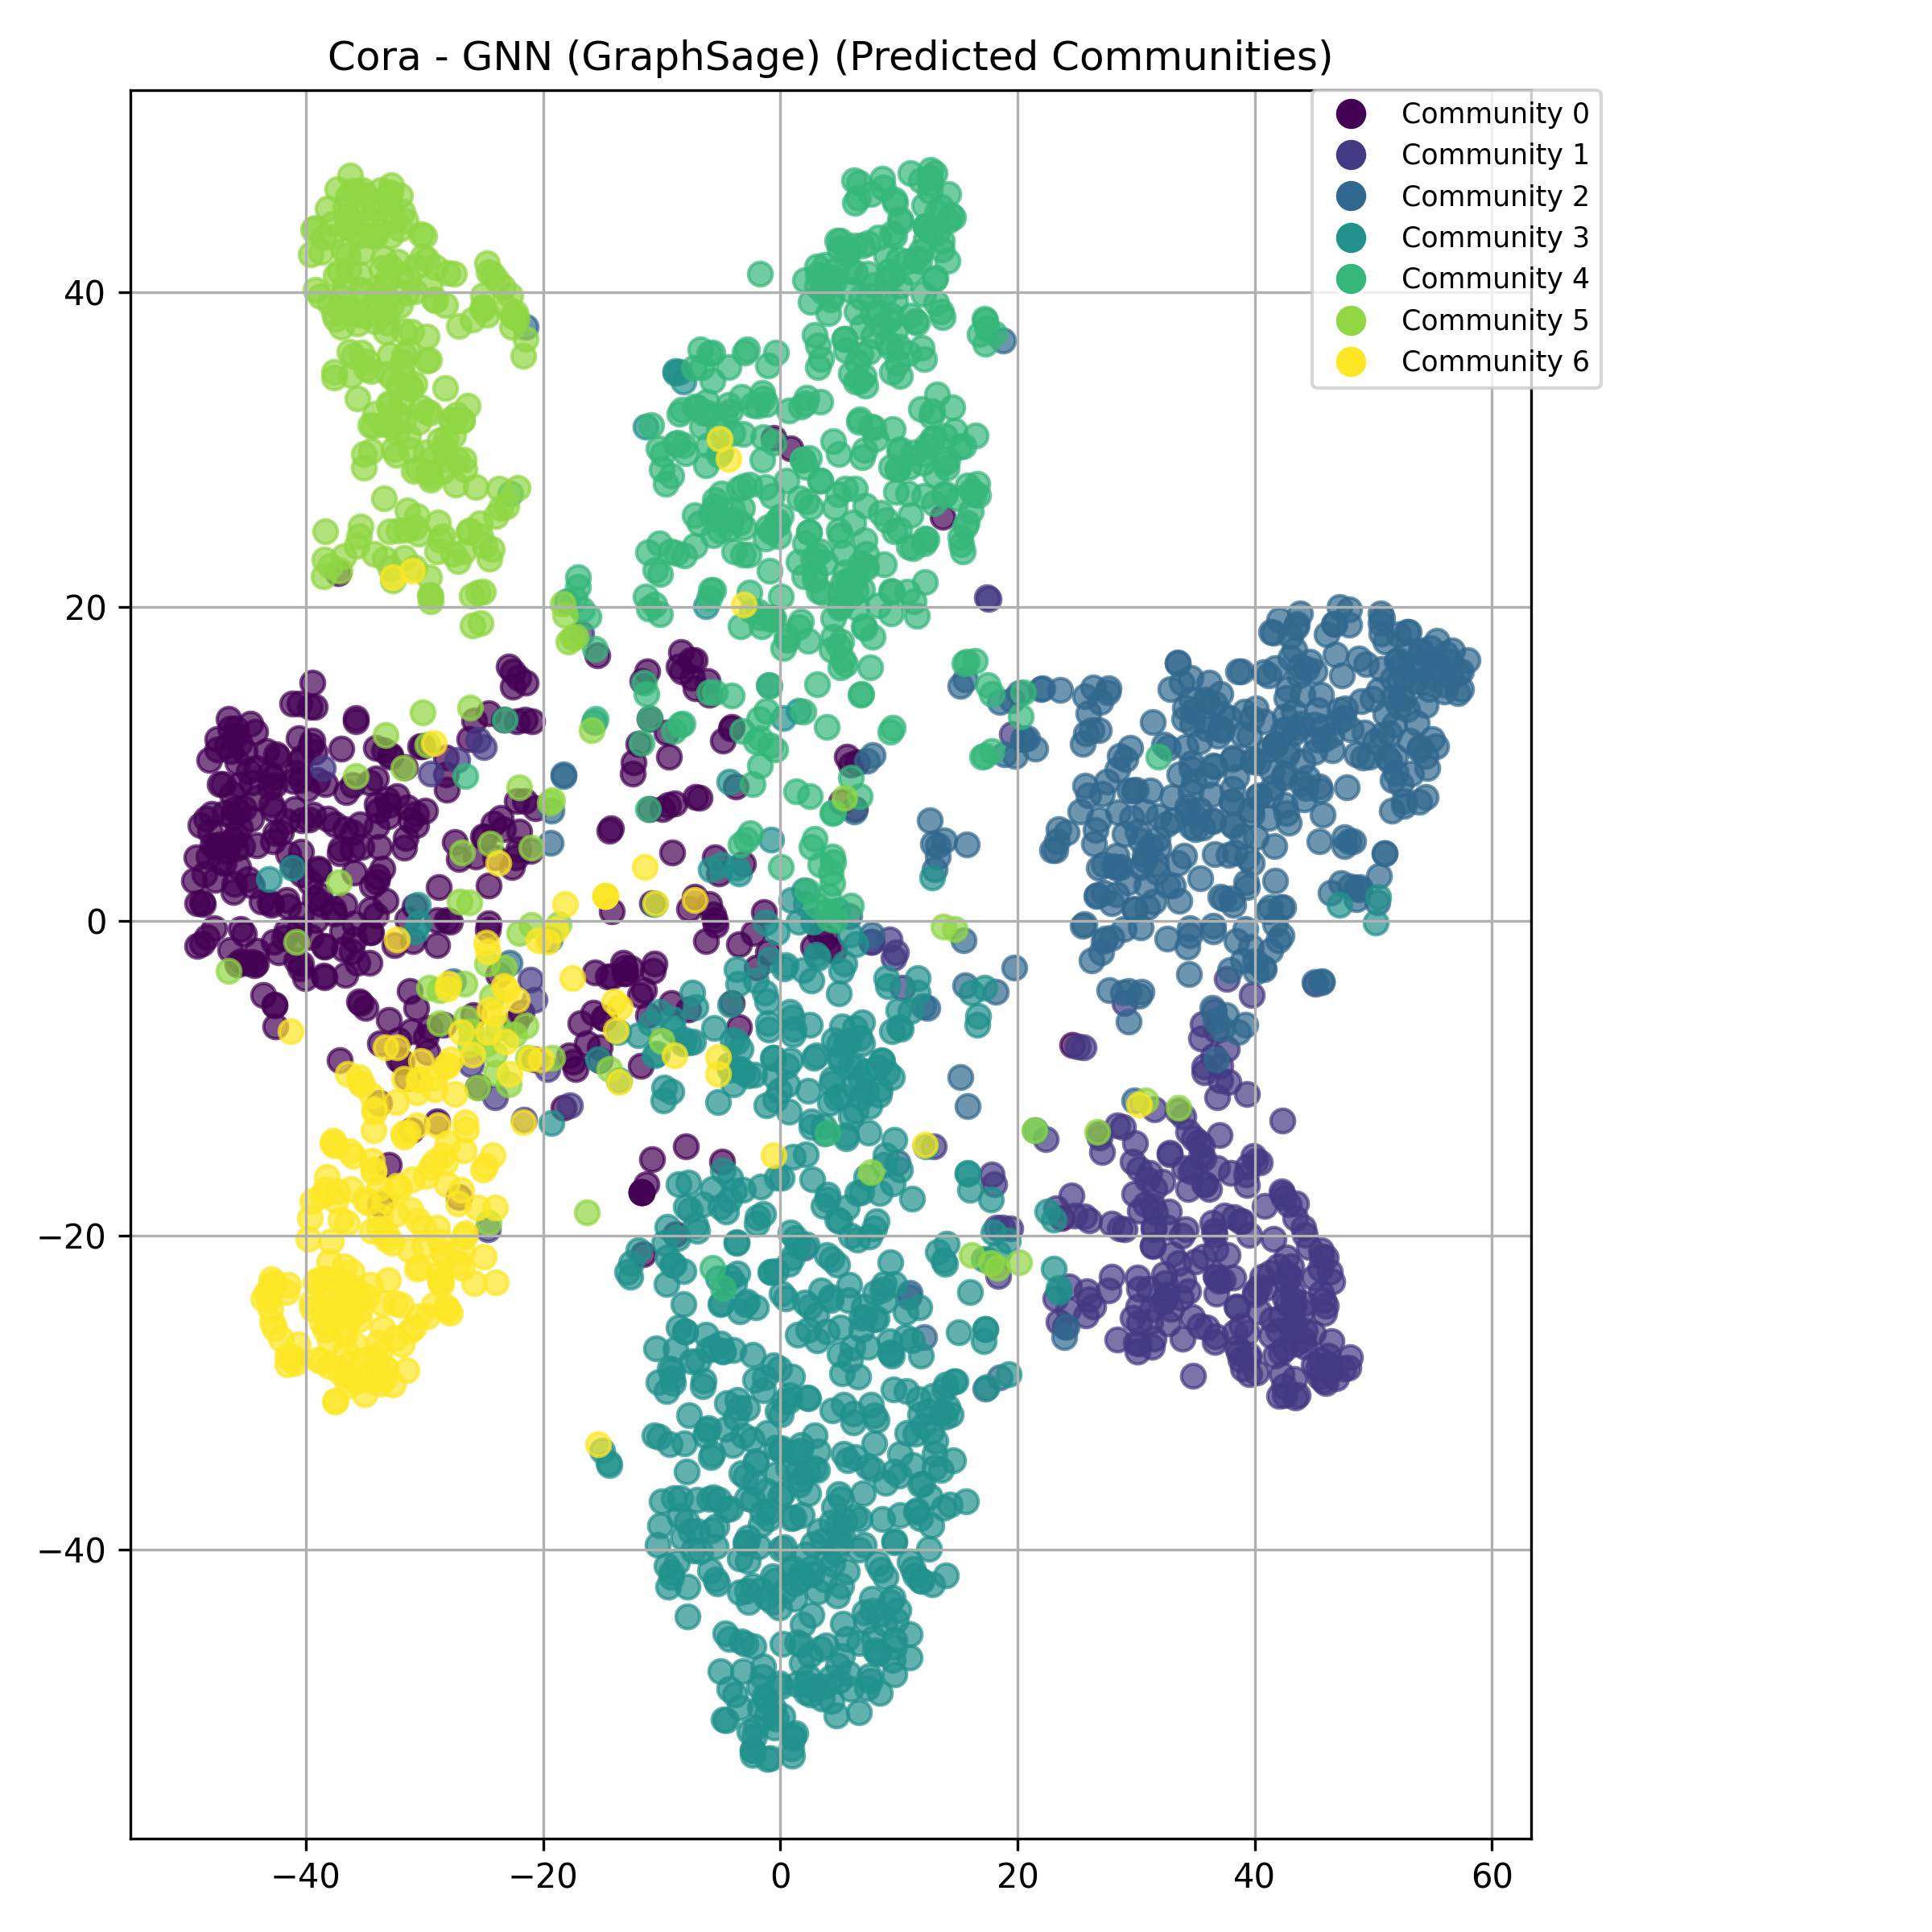 Cora - GNN (GraphSage) (Predicted Communities)
Community 0
Community 1
Community 2
Community 3
Community 4
Community 5
Community 6
40
20
0
−20
−40
−40
−20
0
20
40
60